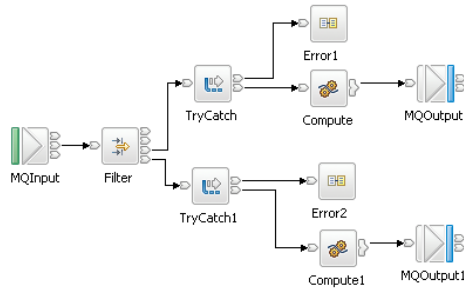 Error1
TryCatch
Compute
MQOutput
MQInput
Filter
TryCatch1
Error2
Compute1
MQOutput1